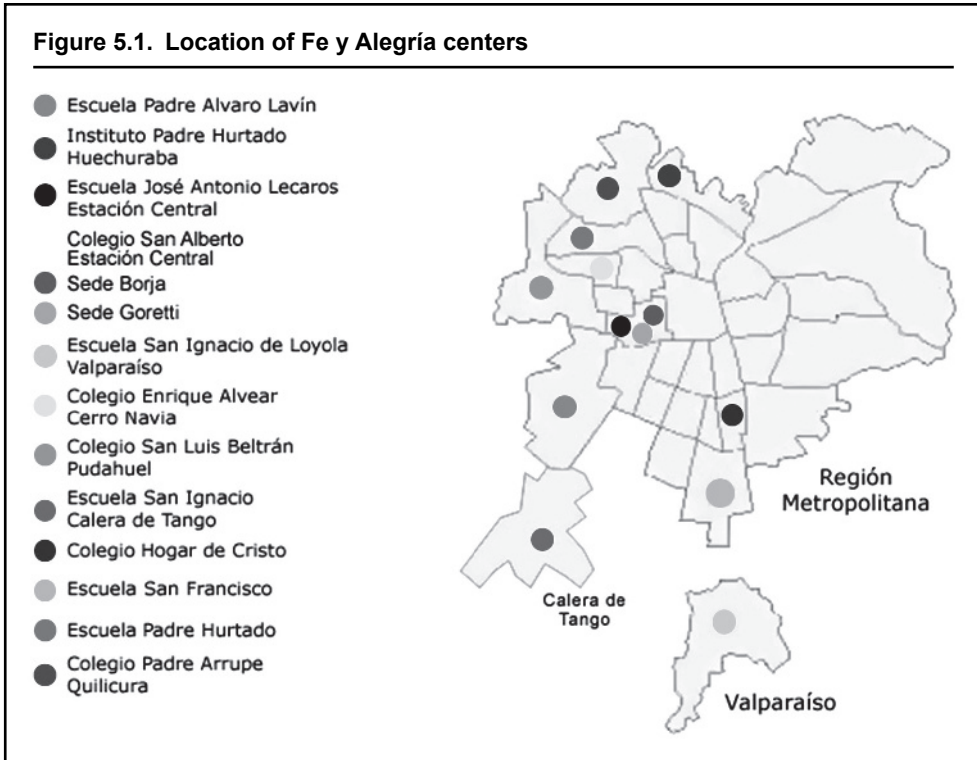 Figure 5.1. Location of Fe y Alegría centers
Escuela Padre Alvaro Lavín
Instituto Padre Hurtado
Huechuraba
Escuela José Antonio Lecaros
Estación Central
Colegio San Alberto
Estación Central
Sede Borja
Sede Goretti
Escuela San Ignacio de Loyola
Valparaíso
Colegio Enrique Alvear
Cerro Navia
Colegio San Luis Beltrán
Pudahuel
Escuela San Ignacio
Calera de Tango
Colegio Hogar de Cristo
Escuela San Francisco
Escuela Padre Hurtado
Colegio Padre Arrupe
Quilicura
Región
Metropolitana
Calera de
Tango
Valparaíso